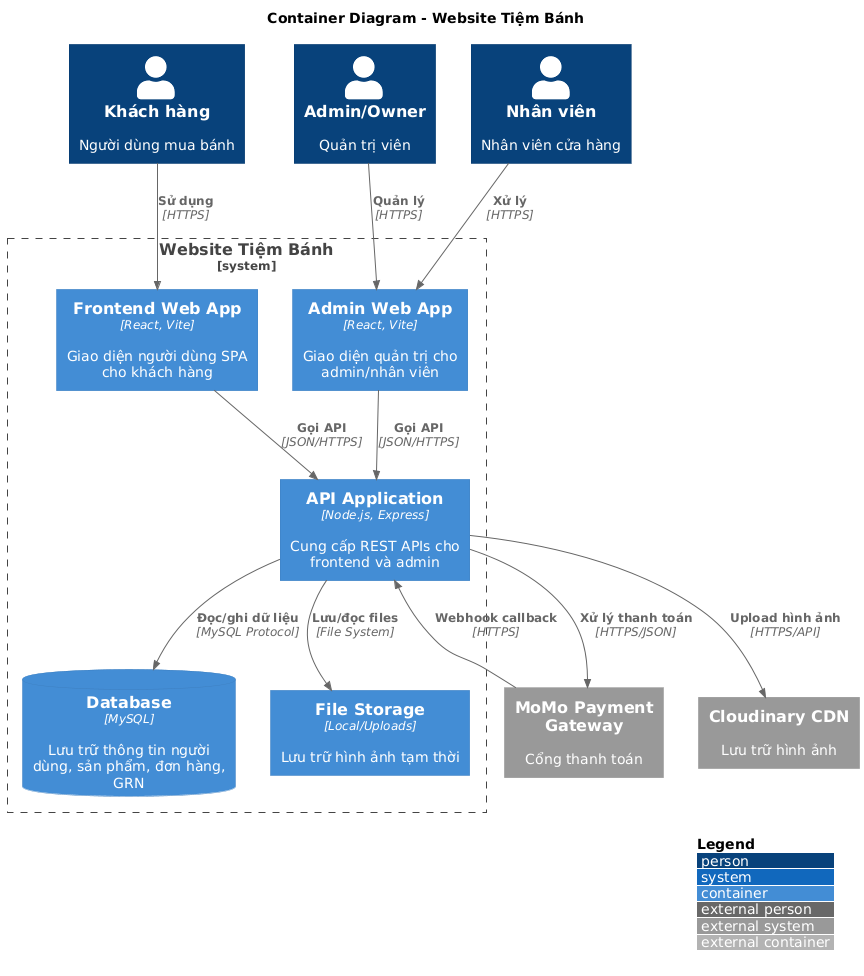 Container Diagram - Website Tiệm Bánh
Khách hàng
Người dùng mua bánh
Admin/Owner
Quản trị viên
Nhân viên
Nhân viên cửa hàng
Sử dụng
[HTTPS]
Quản lý
[HTTPS]
Xử lý
[HTTPS]
Website Tiệm Bánh
[system]
Frontend Web App
[React, Vite]
Giao diện người dùng SPA
cho khách hàng
Admin Web App
[React, Vite]
Giao diện quản trị cho
admin/nhân viên
Gọi API
[JSON/HTTPS]
Gọi API
[JSON/HTTPS]
API Application
[Node.js, Express]
Cung cấp REST APIs cho
frontend và admin
Đọc/ghi dữ liệu
[MySQL Protocol]
Lưu/đọc files
[File System]
Webhook callback
[HTTPS]
Xử lý thanh toán
[HTTPS/JSON]
Upload hình ảnh
[HTTPS/API]
Database
[MySQL]
Lưu trữ thông tin người
dùng, sản phẩm, đơn hàng,
GRN
File Storage
[Local/Uploads]
Lưu trữ hình ảnh tạm thời
MoMo Payment
Gateway
Cổng thanh toán
Cloudinary CDN
Lưu trữ hình ảnh
Legend
person
system
container
external person
external system
external container